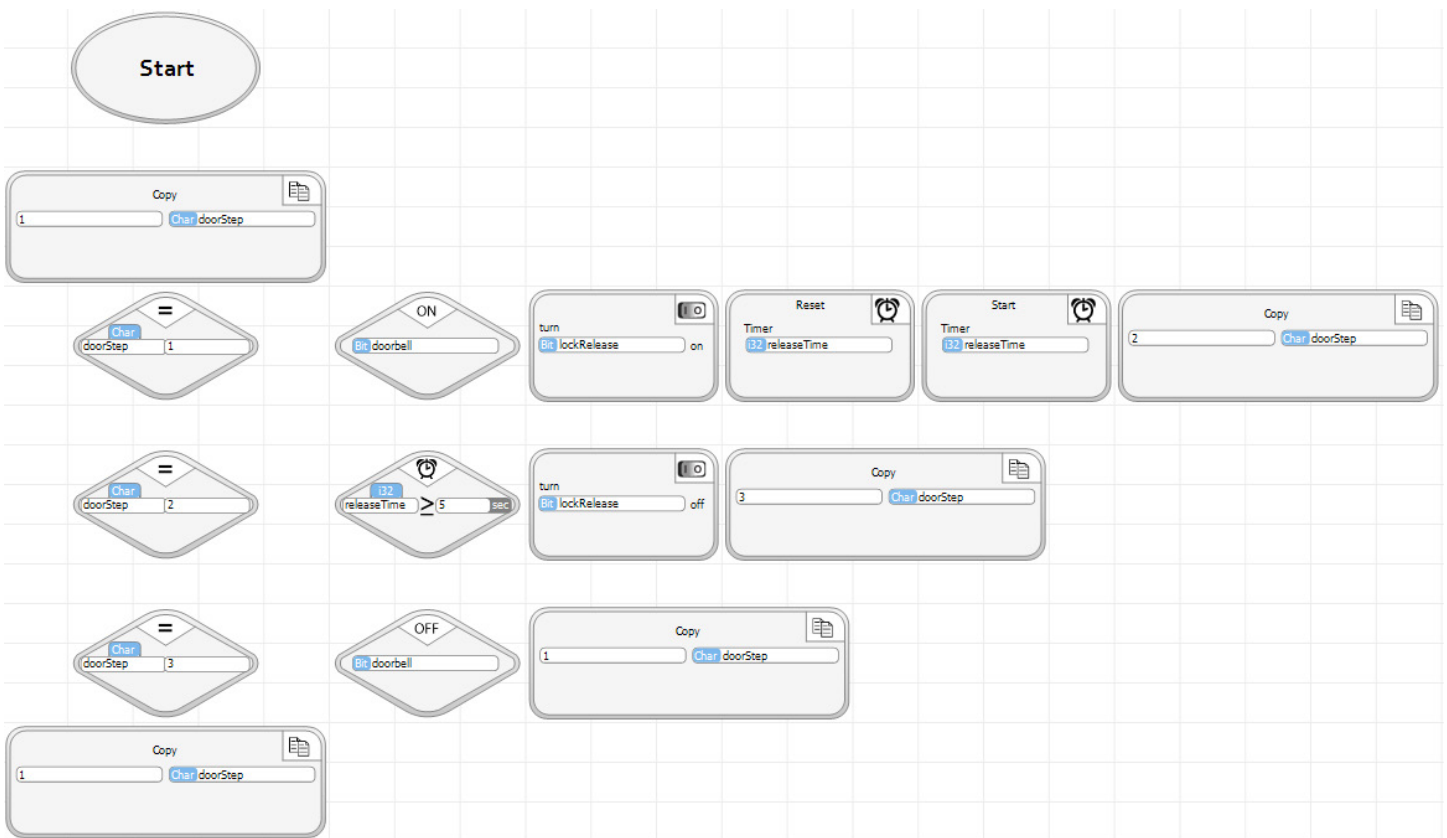 Start
Copy
1 Char doorStep
=
Char
doorStep 1
ON
Bit doorbell
turn
Bit lockRelease on
Reset
Timer
i32 releaseTime
Start
Timer
i32 releaseTime
Copy
2 Char doorStep
=
Char
doorStep 2
i32
releaseTime ≥ 5 sec
turn
Bit lockRelease off
Copy
3 Char doorStep
=
Char
doorStep 3
OFF
Bit doorbell
Copy
1 Char doorStep
Copy
1 Char doorStep